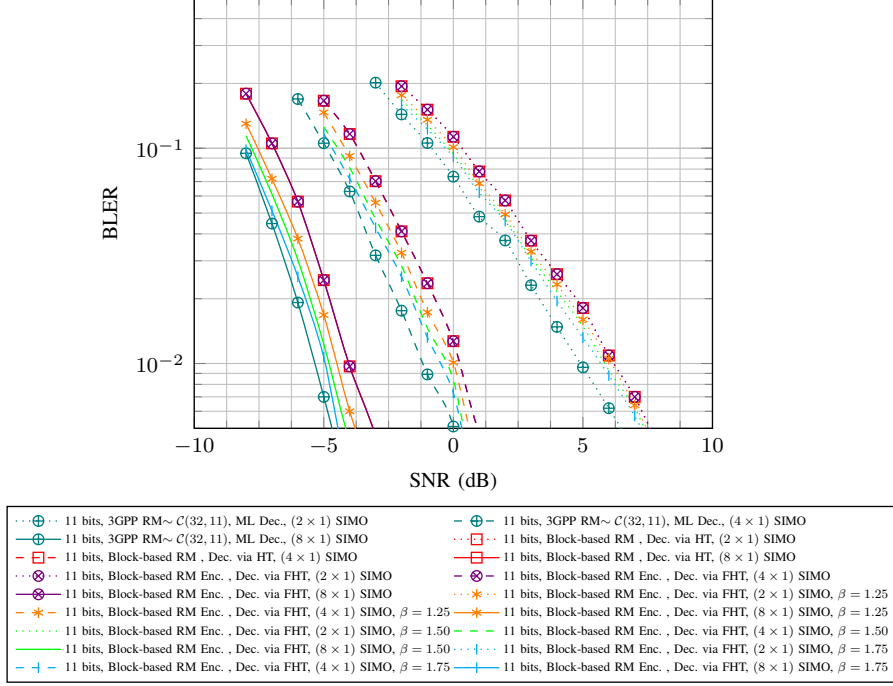 10⁻¹
10⁻²
BLER
−10 −5 0 5 10
SNR (dB)
11 bits, 3GPP RM∼ 𝒞(32, 11), ML Dec., (2 × 1) SIMO 11 bits, 3GPP RM∼ 𝒞(32, 11), ML Dec., (4 × 1) SIMO
11 bits, 3GPP RM∼ 𝒞(32, 11), ML Dec., (8 × 1) SIMO 11 bits, Block-based RM , Dec. via HT, (2 × 1) SIMO
11 bits, Block-based RM , Dec. via HT, (4 × 1) SIMO 11 bits, Block-based RM , Dec. via HT, (8 × 1) SIMO
11 bits, Block-based RM Enc. , Dec. via FHT, (2 × 1) SIMO 11 bits, Block-based RM Enc. , Dec. via FHT, (4 × 1) SIMO
11 bits, Block-based RM Enc. , Dec. via FHT, (8 × 1) SIMO 11 bits, Block-based RM Enc. , Dec. via FHT, (2 × 1) SIMO, β = 1.25
11 bits, Block-based RM Enc. , Dec. via FHT, (4 × 1) SIMO, β = 1.25 11 bits, Block-based RM Enc. , Dec. via FHT, (8 × 1) SIMO, β = 1.25
11 bits, Block-based RM Enc. , Dec. via FHT, (2 × 1) SIMO, β = 1.50 11 bits, Block-based RM Enc. , Dec. via FHT, (4 × 1) SIMO, β = 1.50
11 bits, Block-based RM Enc. , Dec. via FHT, (8 × 1) SIMO, β = 1.50 11 bits, Block-based RM Enc. , Dec. via FHT, (2 × 1) SIMO, β = 1.75
11 bits, Block-based RM Enc. , Dec. via FHT, (4 × 1) SIMO, β = 1.75 11 bits, Block-based RM Enc. , Dec. via FHT, (8 × 1) SIMO, β = 1.75